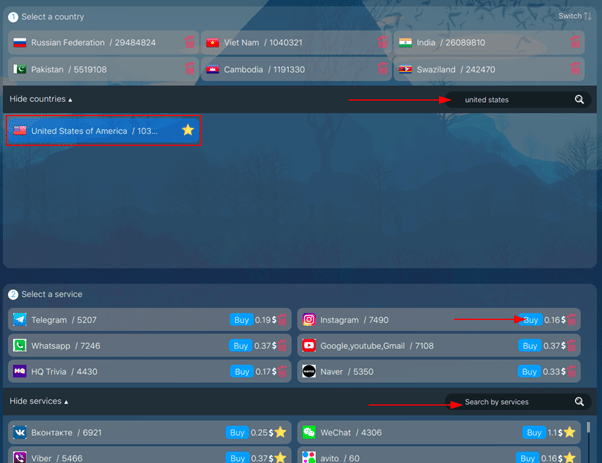 1 Select a country
Switch
Russian Federation / 29484824
Viet Nam / 1040321
India / 26089810
Pakistan / 5519108
Cambodia / 1191330
Swaziland / 242470
Hide countries ▴
united states
United States of America / 103...
2 Select a service
Telegram / 5207 Buy 0.19$
Instagram / 7490 Buy 0.16$
Whatsapp / 7246 Buy 0.37$
Google,youtube,Gmail / 7108 Buy 0.37$
HQ HQ Trivia / 4430 Buy 0.17$
Naver / 5350 Buy 0.33$
Hide services ▴
Search by services
Вконтакте / 6921 Buy 0.25$
WeChat / 4306 Buy 1.1$
Viber / 5466 Buy 0.37$
avito / 60 Buy 0.16$